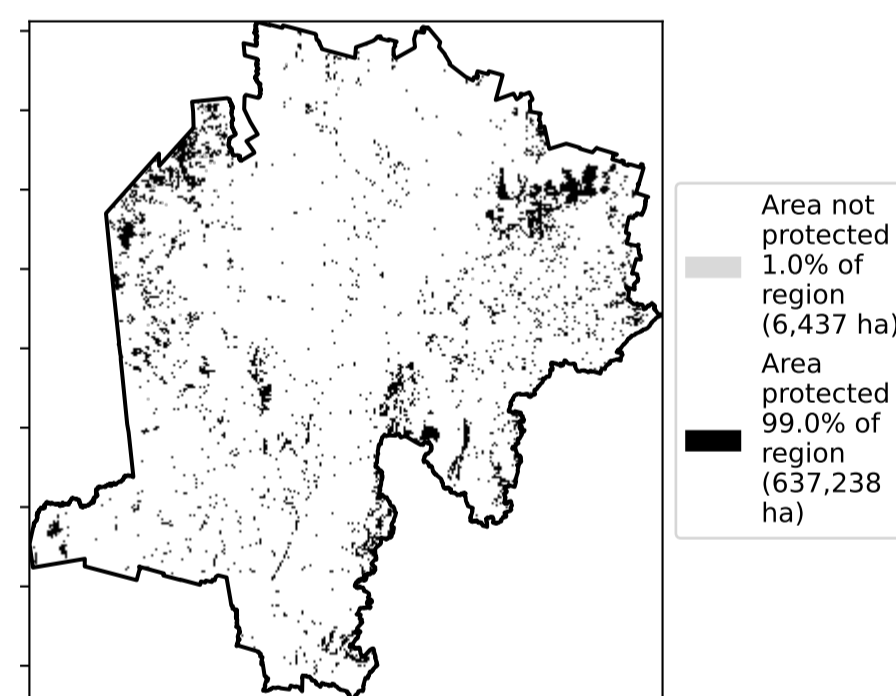 Area not
protected
1.0% of
region
(6,437 ha)
Area
protected
99.0% of
region
(637,238
ha)